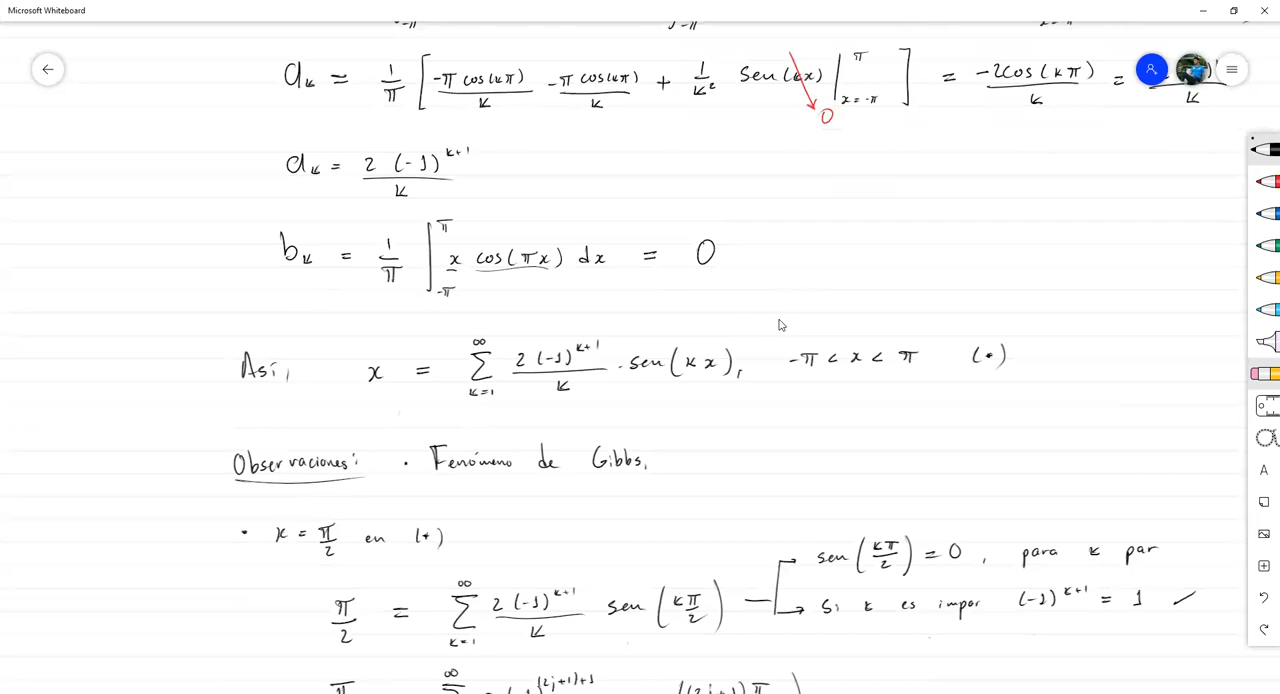 Microsoft Whiteboard
a_k = 1/π [ -π cos(kπ)/k - π cos(kπ)/k + 1/k² sen(kx) |_{x=-π}^{π} ] = -2cos(kπ)/k =
0
a_k = 2 (-1)^{k+1} / k
b_k = 1/π ∫_{-π}^{π} x cos(πx) dx = 0
Así, x = ∑_{k=1}^{∞} 2 (-1)^{k+1} / k · sen(kx), -π < x < π (*)
Observaciones: · Fenómeno de Gibbs,
· x = π/2 en (*)
sen(kπ/2) = 0, para k par
π/2 = ∑_{k=1}^{∞} 2 (-1)^{k+1} / k sen(kπ/2)
Si k es impar (-1)^{k+1} = 1 ✓